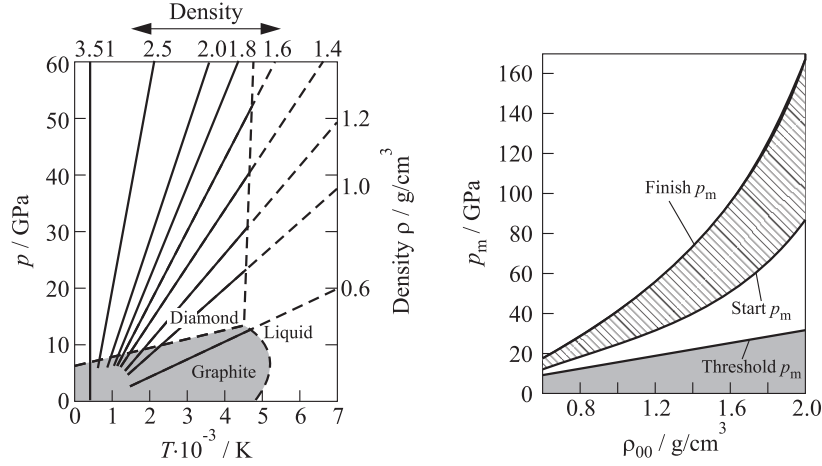 Density
3.51 2.5 2.0 1.8 1.6 1.4
60
50
40
30
20
10
0
p / GPa
1.2
1.0
0.6
Density ρ / g/cm³
Diamond
Liquid
Graphite
0 1 2 3 4 5 6 7
T·10⁻³ / K
160
140
120
100
80
60
40
20
0
pₘ / GPa
Finish pₘ
Start pₘ
Threshold pₘ
0.8 1.2 1.6 2.0
ρ₀₀ / g/cm³